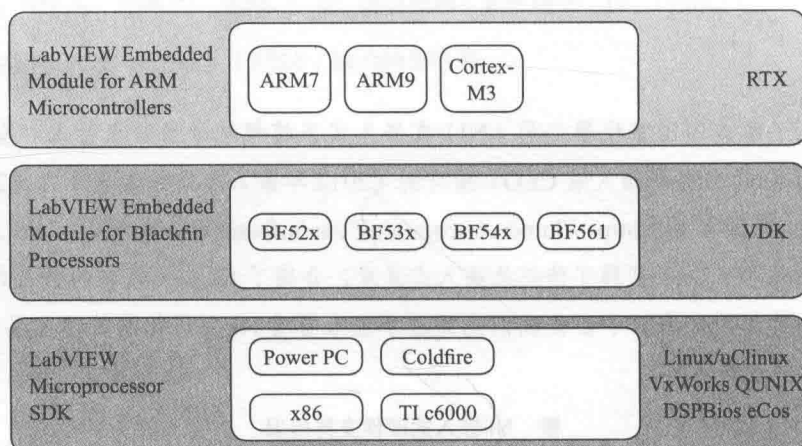 LabVIEW Embedded
Module for ARM
Microcontrollers
ARM7
ARM9
Cortex-
M3
RTX
LabVIEW Embedded
Module for Blackfin
Processors
BF52x
BF53x
BF54x
BF561
VDK
LabVIEW
Microprocessor
SDK
Power PC
Coldfire
x86
TI c6000
Linux/uClinux
VxWorks QUNIX
DSPBios eCos